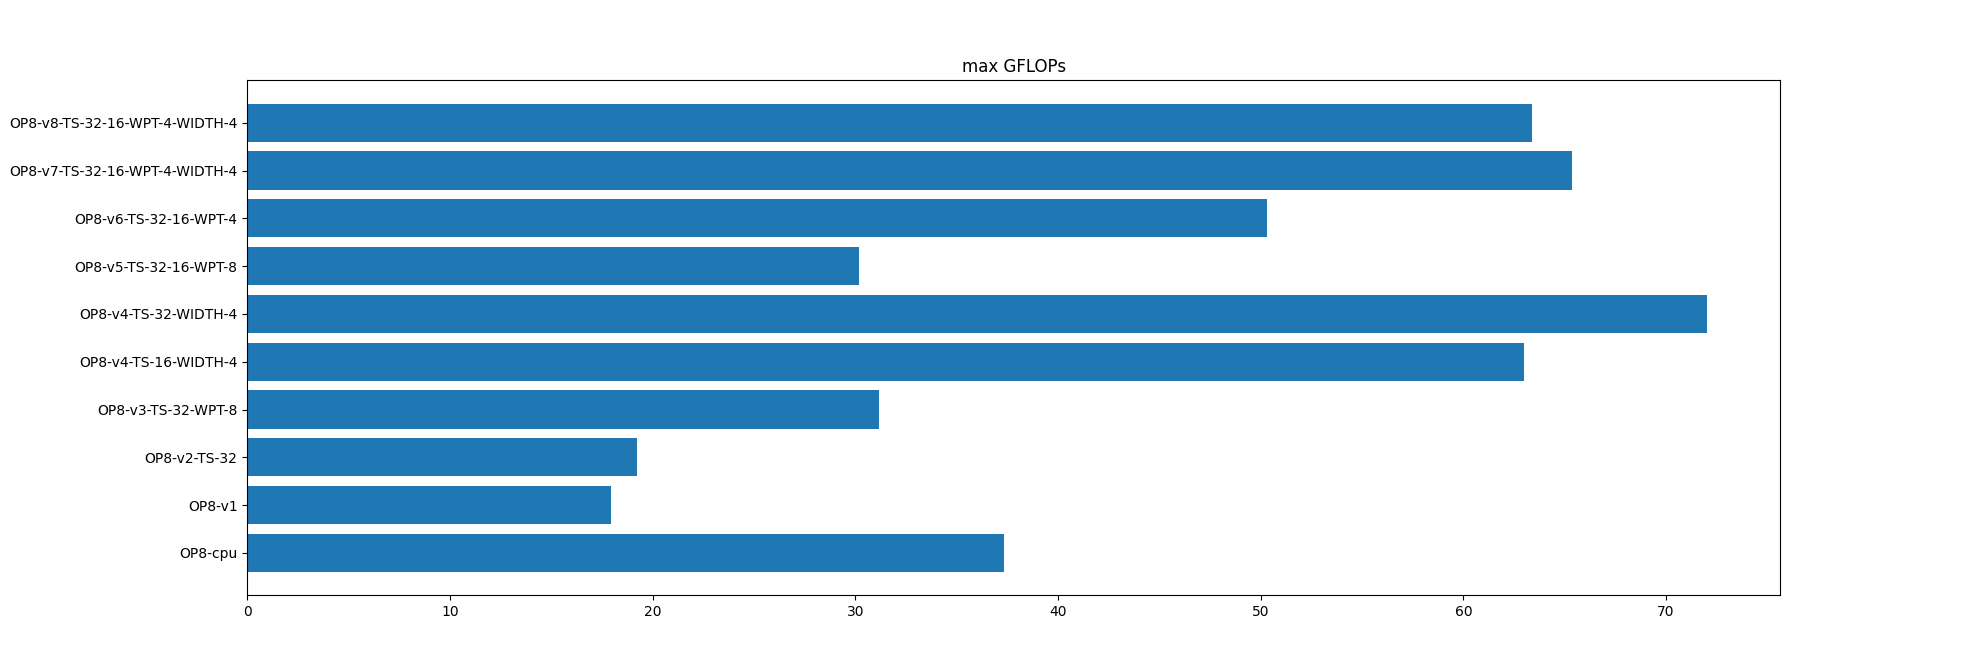 max GFLOPs
OP8-v8-TS-32-16-WPT-4-WIDTH-4
OP8-v7-TS-32-16-WPT-4-WIDTH-4
OP8-v6-TS-32-16-WPT-4
OP8-v5-TS-32-16-WPT-8
OP8-v4-TS-32-WIDTH-4
OP8-v4-TS-16-WIDTH-4
OP8-v3-TS-32-WPT-8
OP8-v2-TS-32
OP8-v1
OP8-cpu
0 10 20 30 40 50 60 70